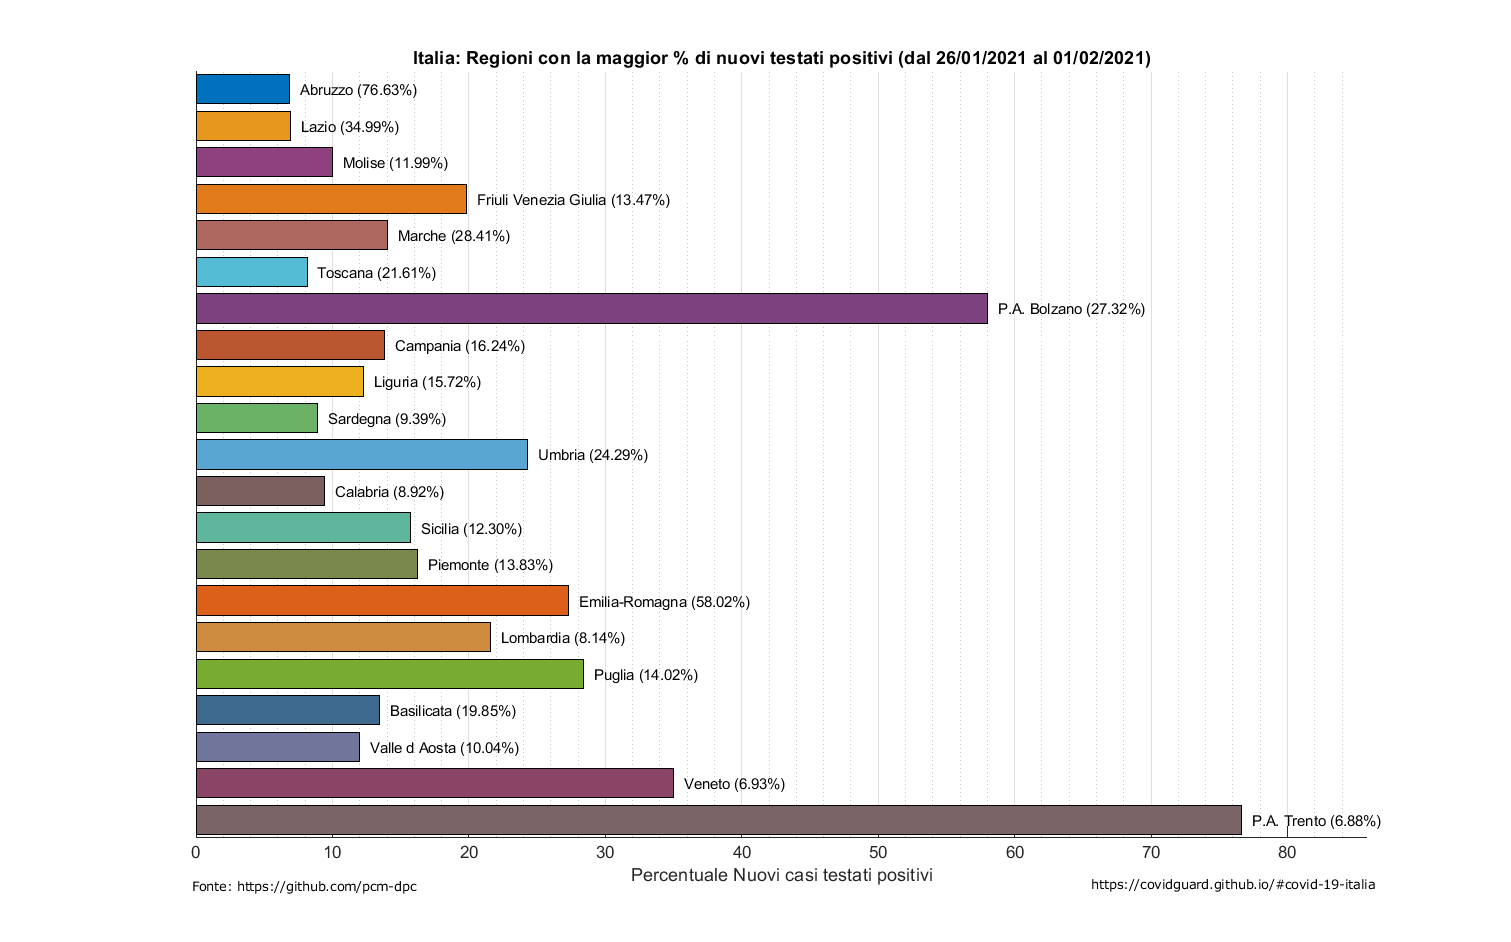 Italia: Regioni con la maggior % di nuovi testati positivi (dal 26/01/2021 al 01/02/2021)
Abruzzo (76.63%)
Lazio (34.99%)
Molise (11.99%)
Friuli Venezia Giulia (13.47%)
Marche (28.41%)
Toscana (21.61%)
P.A. Bolzano (27.32%)
Campania (16.24%)
Liguria (15.72%)
Sardegna (9.39%)
Umbria (24.29%)
Calabria (8.92%)
Sicilia (12.30%)
Piemonte (13.83%)
Emilia-Romagna (58.02%)
Lombardia (8.14%)
Puglia (14.02%)
Basilicata (19.85%)
Valle d Aosta (10.04%)
Veneto (6.93%)
P.A. Trento (6.88%)
0 10 20 30 40 50 60 70 80
Percentuale Nuovi casi testati positivi
Fonte: https://github.com/pcm-dpc
https://covidguard.github.io/#covid-19-italia